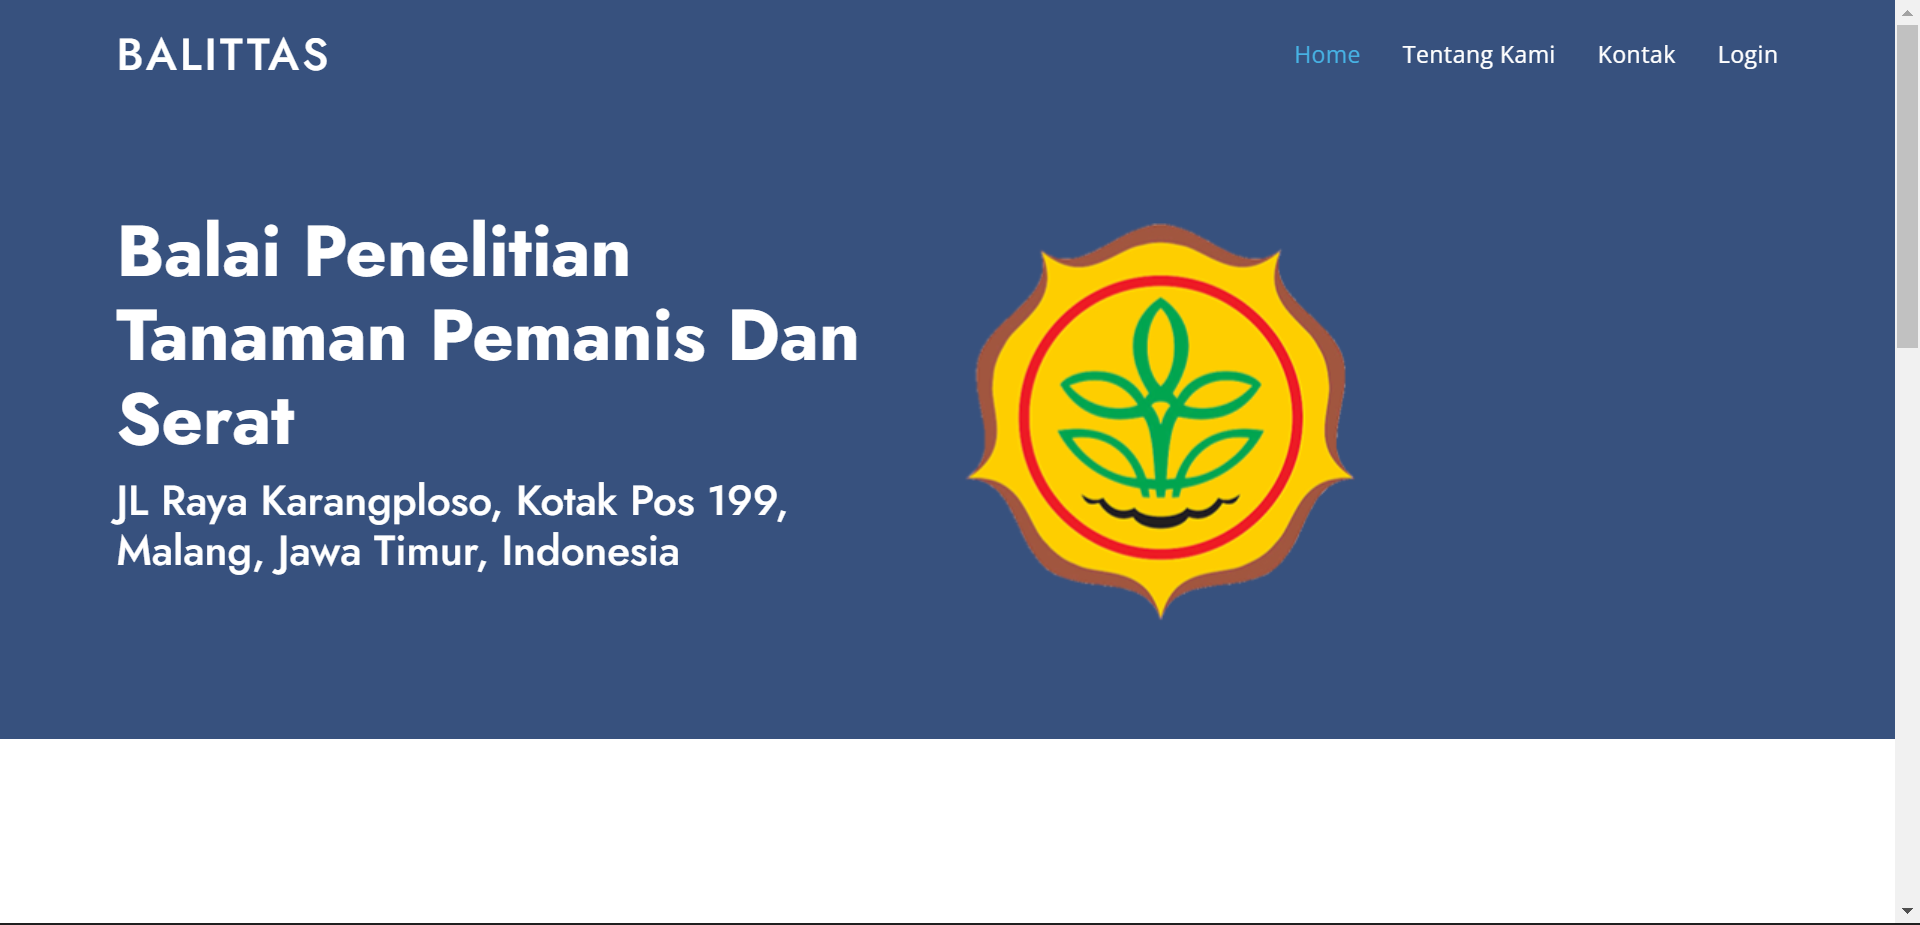 BALITTAS
Home
Tentang Kami
Kontak
Login
Balai Penelitian
Tanaman Pemanis Dan
Serat
JL Raya Karangploso, Kotak Pos 199,
Malang, Jawa Timur, Indonesia